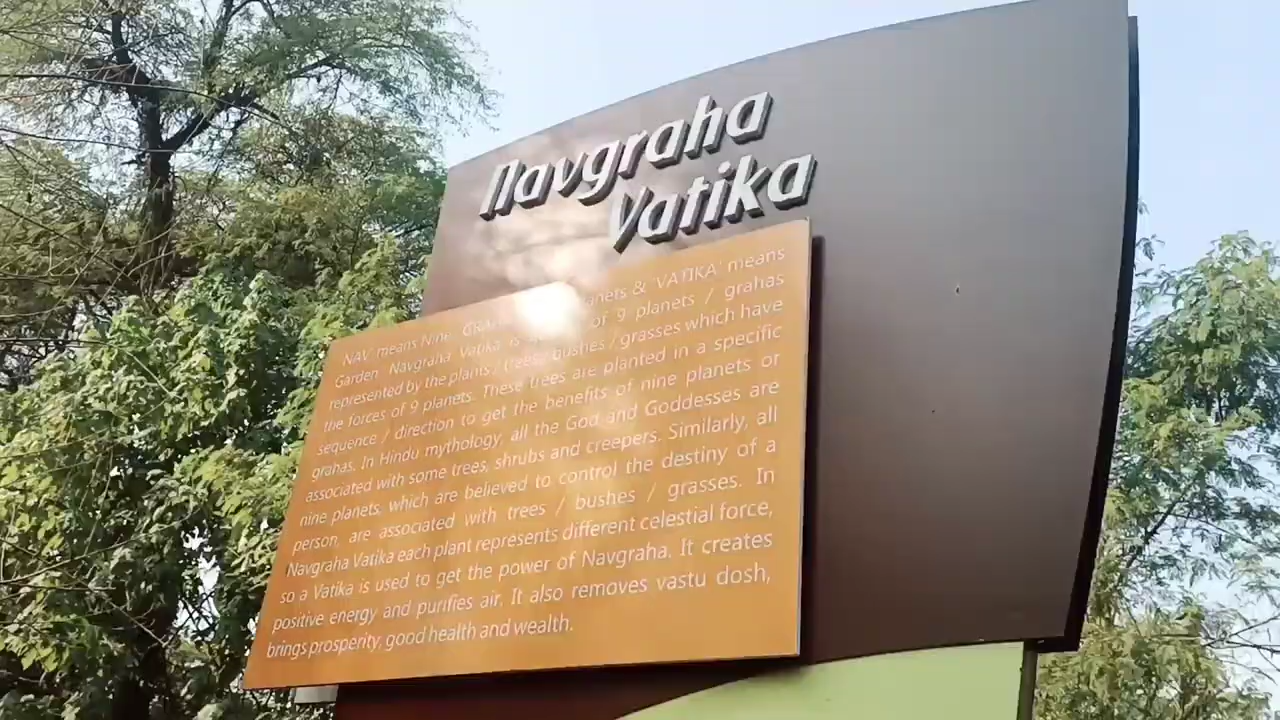 Navgraha
Vatika
'NAV' means Nine, 'GRAHA' planets & 'VATIKA' means
Garden. Navgraha Vatika is of 9 planets / grahas
represented by the plants / trees / bushes / grasses which have
the forces of 9 planets. These trees are planted in a specific
sequence / direction to get the benefits of nine planets or
grahas. In Hindu mythology, all the God and Goddesses are
associated with some trees, shrubs and creepers. Similarly, all
nine planets, which are believed to control the destiny of a
person, are associated with trees / bushes / grasses. In
Navgraha Vatika each plant represents different celestial force,
so a Vatika is used to get the power of Navgraha. It creates
positive energy and purifies air. It also removes vastu dosh,
brings prosperity, good health and wealth.